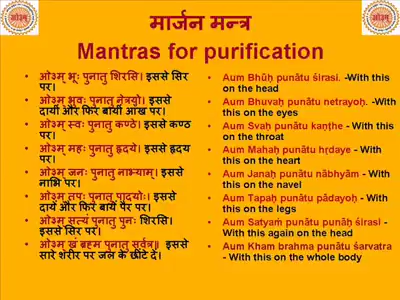 मार्जन मन्त्र
Mantras for purification
• ओ३म् भूः पुनातु शिरसि। इससे सिर
पर।
• ओ३म् भुवः पुनातु नेत्रयो। इससे
दायीं और फिर बायीं आंख पर।
• ओ३म् स्वः पुनातु कण्ठे। इससे कण्ठ
पर।
• ओ३म् महः पुनातु हृदये। इससे हृदय
पर।
• ओ३म् जनः पुनातु नाभ्याम्। इससे
नाभि पर।
• ओ३म् तपः पुनातु पादयोः। इससे
दायें और फिर बायें पैर पर।
• ओ३म् सत्यं पुनातु पुनः शिरसि।
इससे सिर पर।
• ओ३म् खं ब्रह्म पुनातु सर्वत्र॥ इससे
सारे शरीर पर जल के छींटे दें।
• Aum Bhūḥ punātu śirasi. -With this
on the head
• Aum Bhuvaḥ punātu netrayoḥ. -With
this on the eyes
• Aum Svaḥ punātu kaṇṭhe - With this
on the throat
• Aum Mahaḥ punātu hṛdaye - With this
on the heart
• Aum Janaḥ punātu nābhyām - With this
on the navel
• Aum Tapaḥ punātu pādayoḥ - With this
on the legs
• Aum Satyaṁ punātu punāḥ śirasi -
With this again on the head
• Aum Kham brahma punātu śarvatra
- With this on the whole body